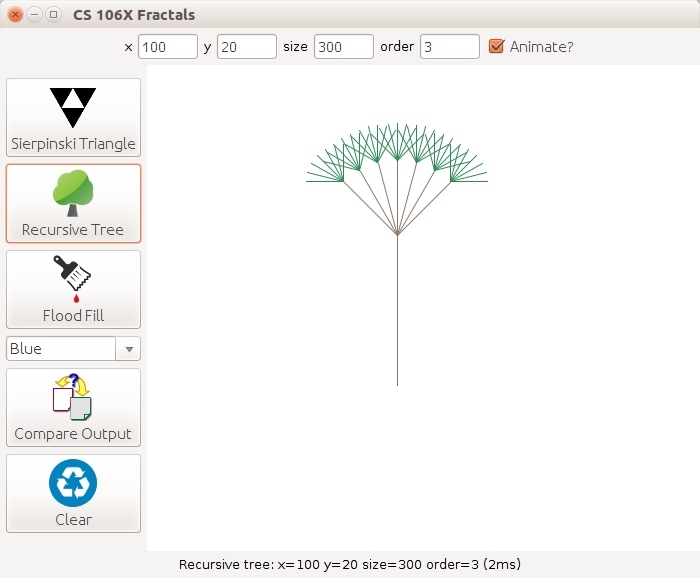 CS 106X Fractals
x 100 y 20 size 300 order 3 Animate?
Sierpinski Triangle
Recursive Tree
Flood Fill
Blue
?
Compare Output
Clear
Recursive tree: x=100 y=20 size=300 order=3 (2ms)